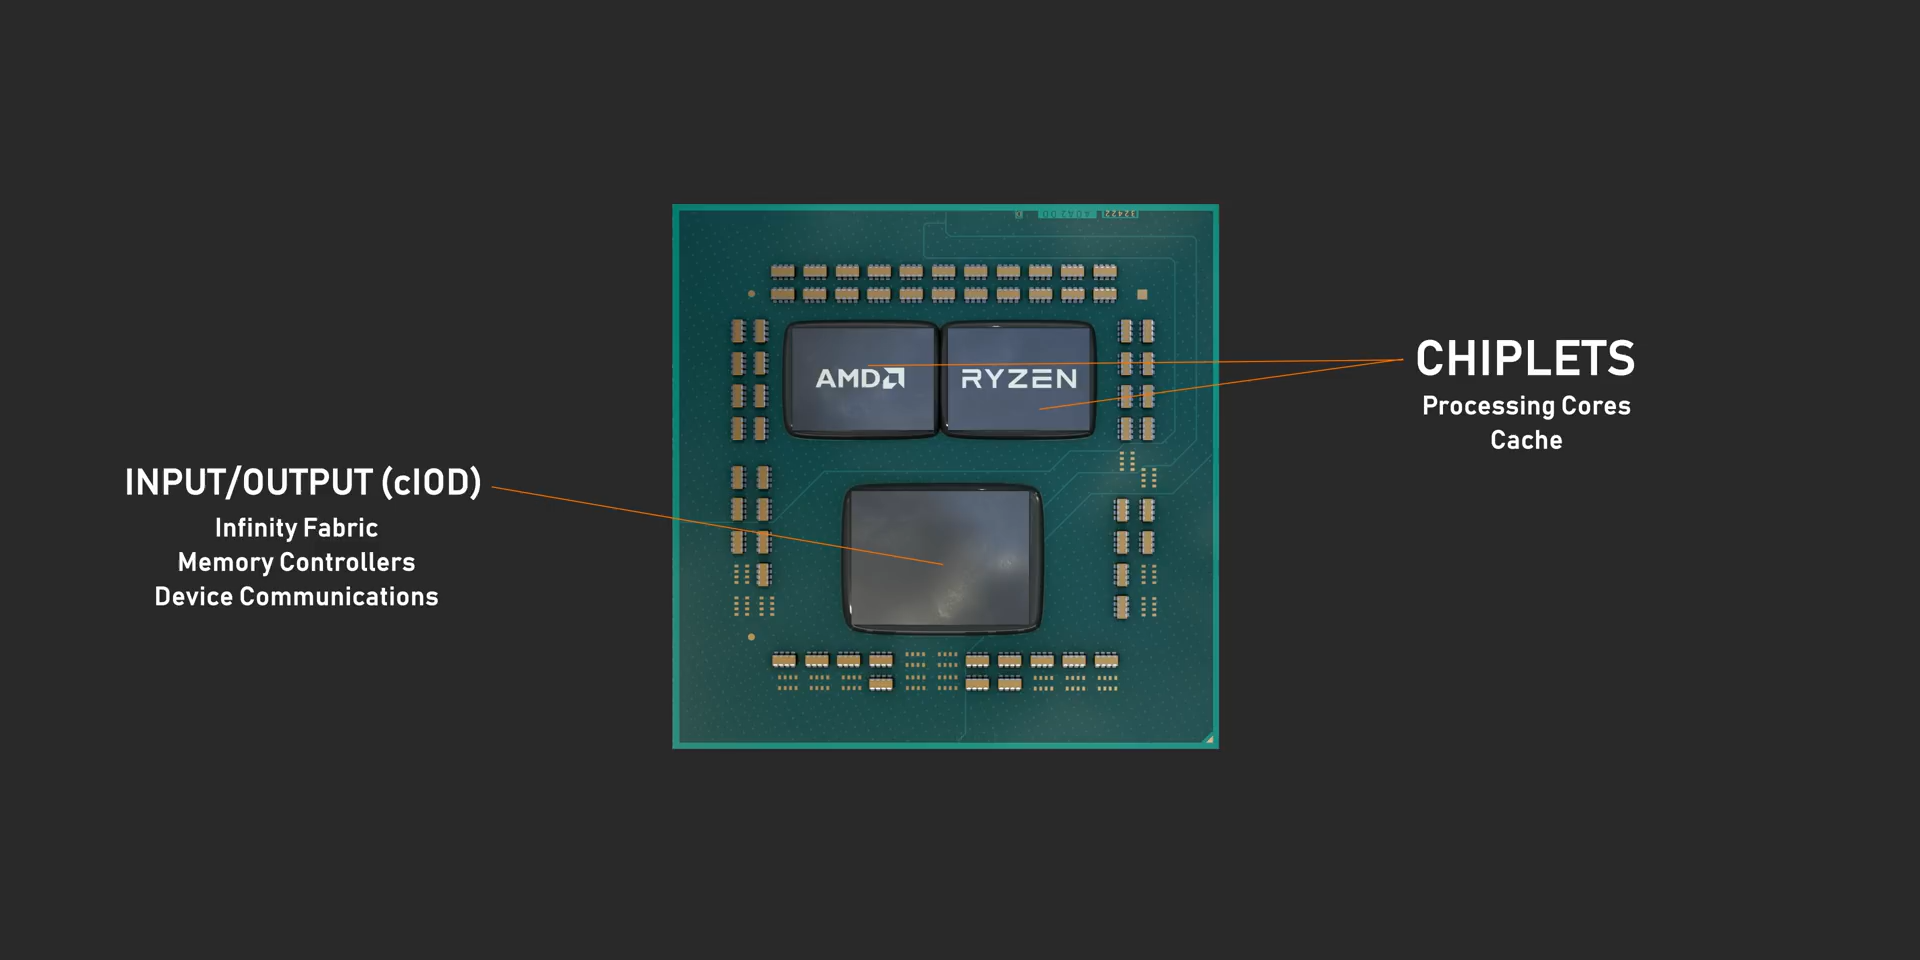 AMD
RYZEN
CHIPLETS
Processing Cores
Cache
INPUT/OUTPUT (cIOD)
Infinity Fabric
Memory Controllers
Device Communications